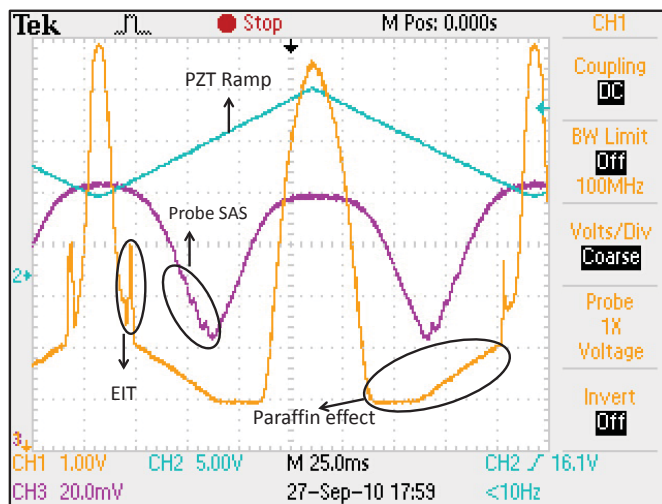 Tek Stop M Pos: 0.000s CH1
PZT Ramp
Coupling
DC
BW Limit
Off
100MHz
Probe SAS
Volts/Div
Coarse
2
Probe
1X
Voltage
EIT
Paraffin effect
Invert
Off
3
CH1 1.00V CH2 5.00V M 25.0ms CH2 / 16.1V
CH3 20.0mV 27-Sep-10 17:59 <10Hz